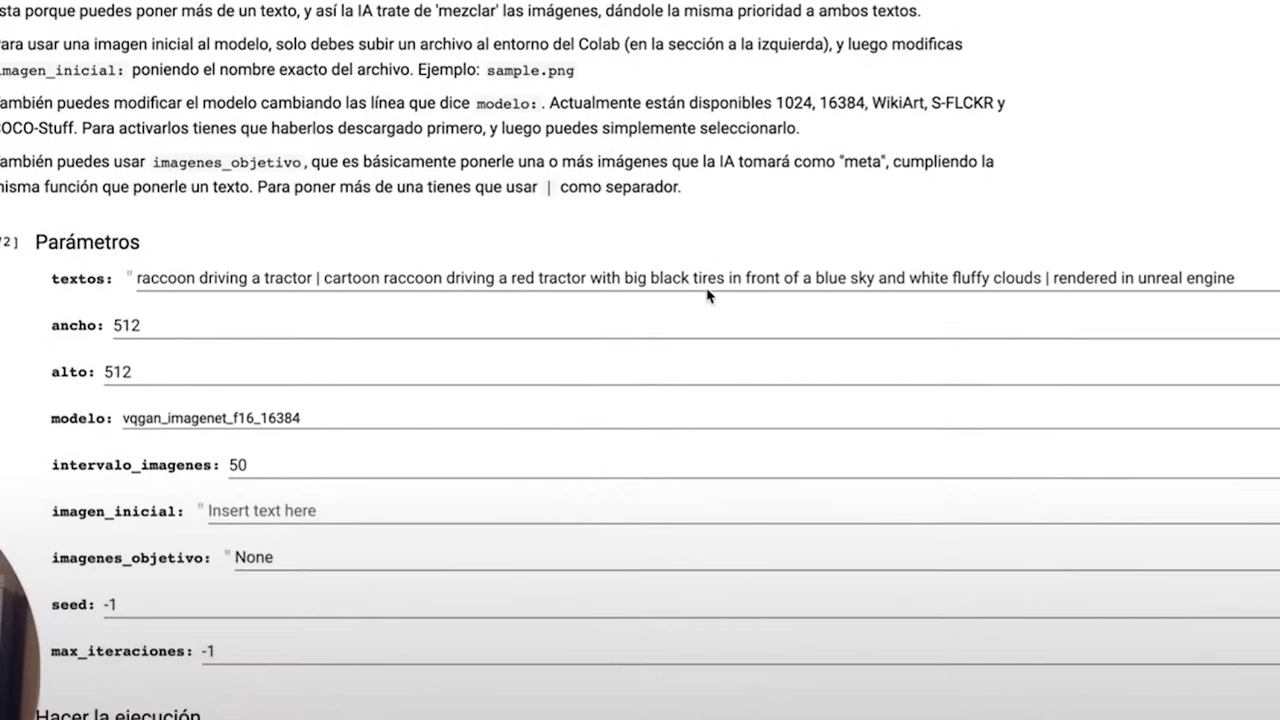 sta porque puedes poner más de un texto, y así la IA trate de 'mezclar' las imágenes, dándole la misma prioridad a ambos textos.
Para usar una imagen inicial al modelo, solo debes subir un archivo al entorno del Colab (en la sección a la izquierda), y luego modificas
imagen_inicial: poniendo el nombre exacto del archivo. Ejemplo: sample.png
ambién puedes modificar el modelo cambiando las línea que dice modelo:. Actualmente están disponibles 1024, 16384, WikiArt, S-FLCKR y
COCO-Stuff. Para activarlos tienes que haberlos descargado primero, y luego puedes simplemente seleccionarlo.
ambién puedes usar imagenes_objetivo, que es básicamente ponerle una o más imágenes que la IA tomará como "meta", cumpliendo la
misma función que ponerle un texto. Para poner más de una tienes que usar | como separador.
2] Parámetros
textos: " raccoon driving a tractor | cartoon raccoon driving a red tractor with big black tires in front of a blue sky and white fluffy clouds | rendered in unreal engine
ancho: 512
alto: 512
modelo: vqgan_imagenet_f16_16384
intervalo_imagenes: 50
imagen_inicial: " Insert text here
imagenes_objetivo: " None
seed: -1
max_iteraciones: -1
Hacer la ejecución